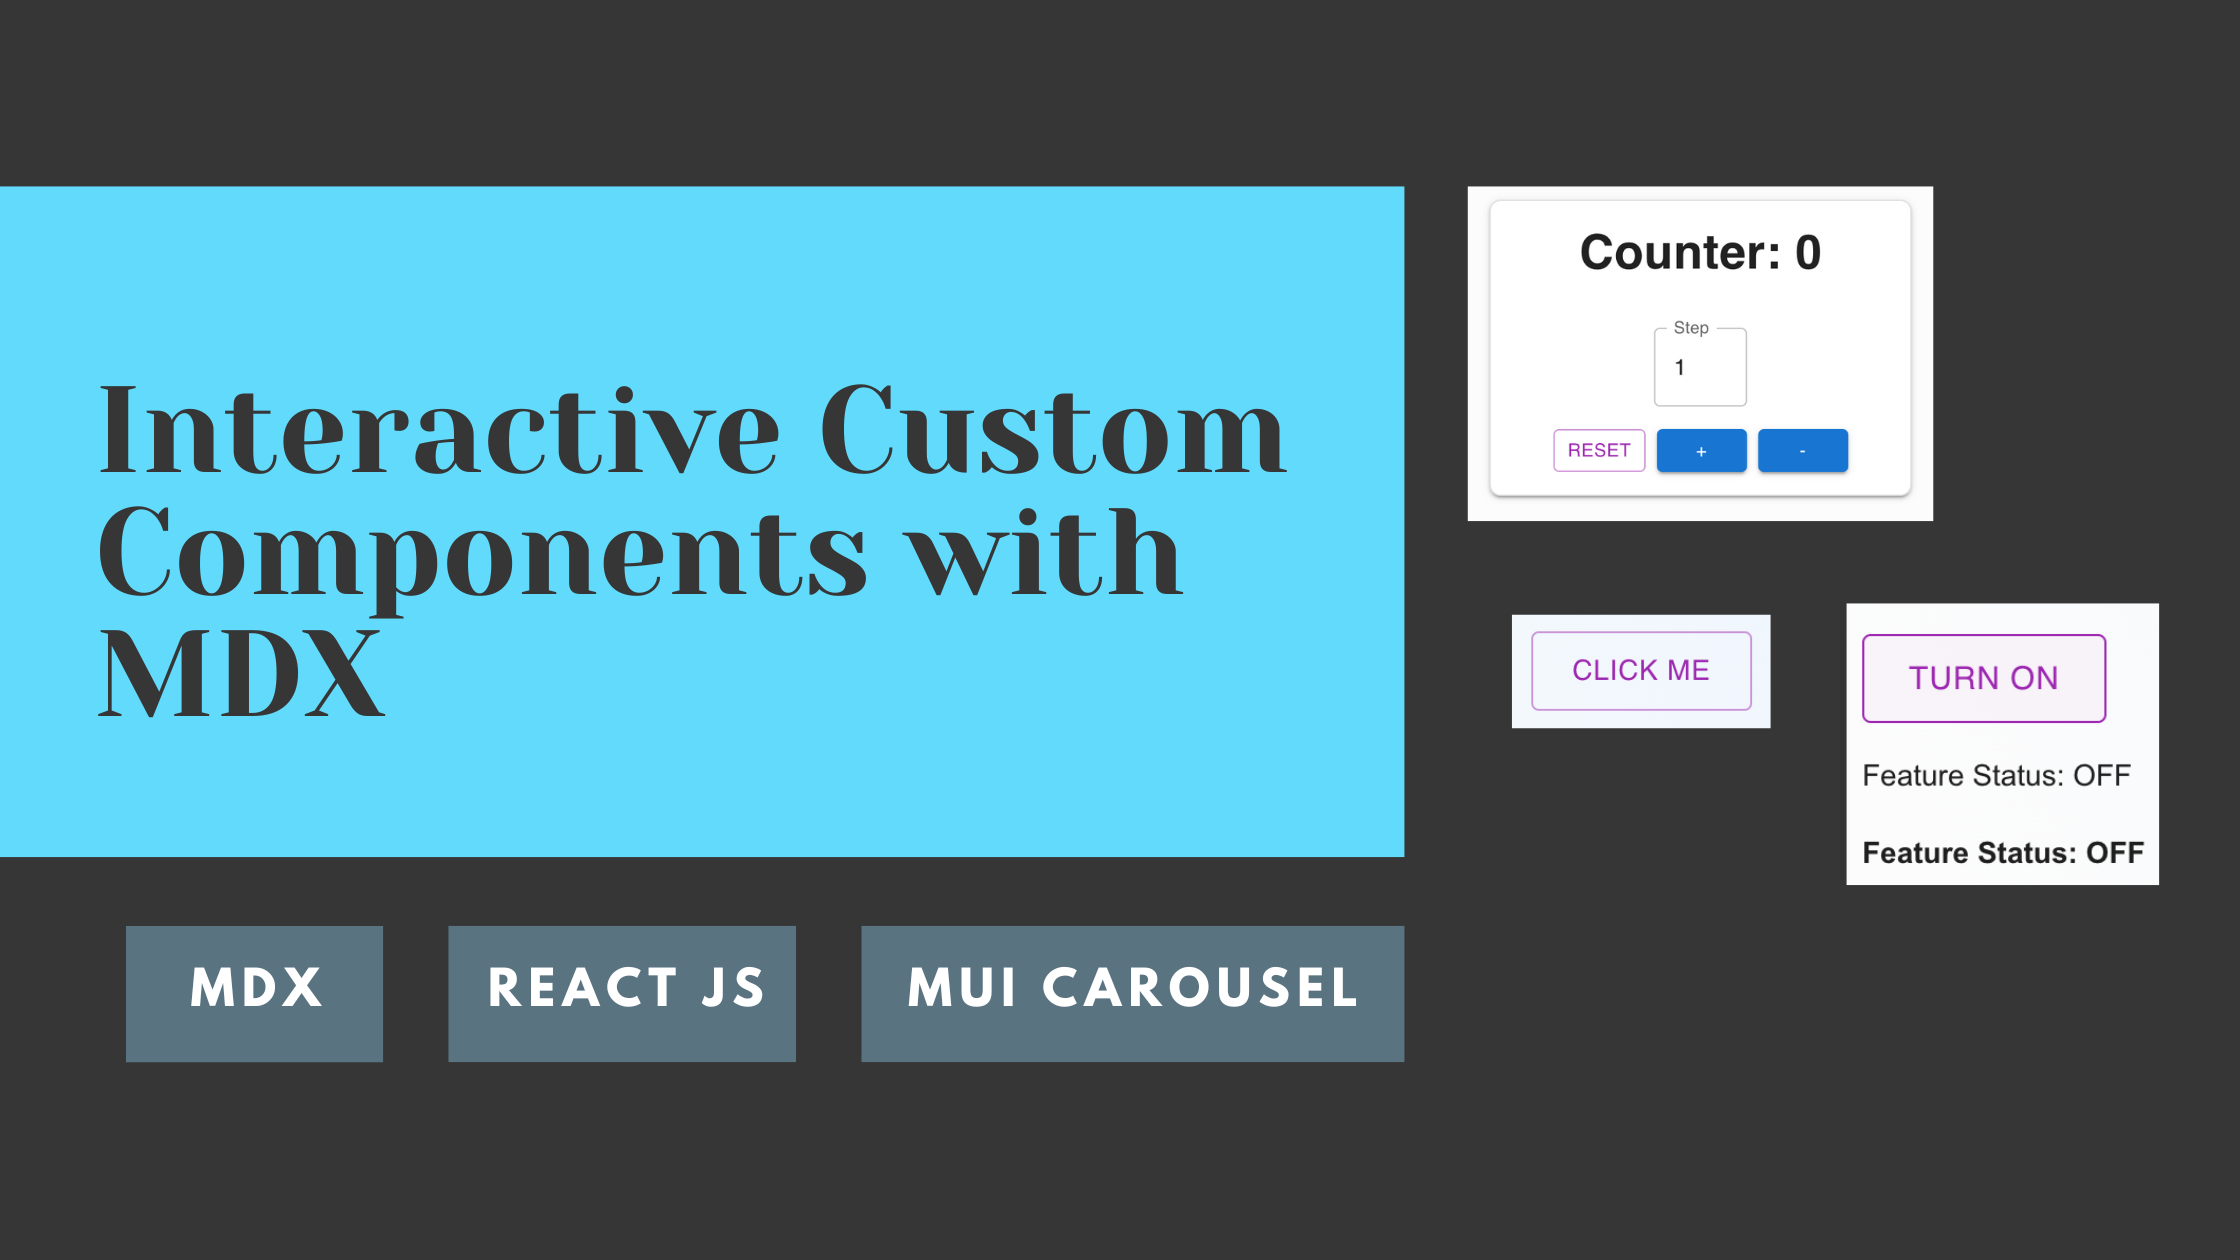 Interactive Custom
Components with
MDX
MDX
REACT JS
MUI CAROUSEL
Counter: 0
Step
1
RESET
+
-
CLICK ME
TURN ON
Feature Status: OFF
Feature Status: OFF